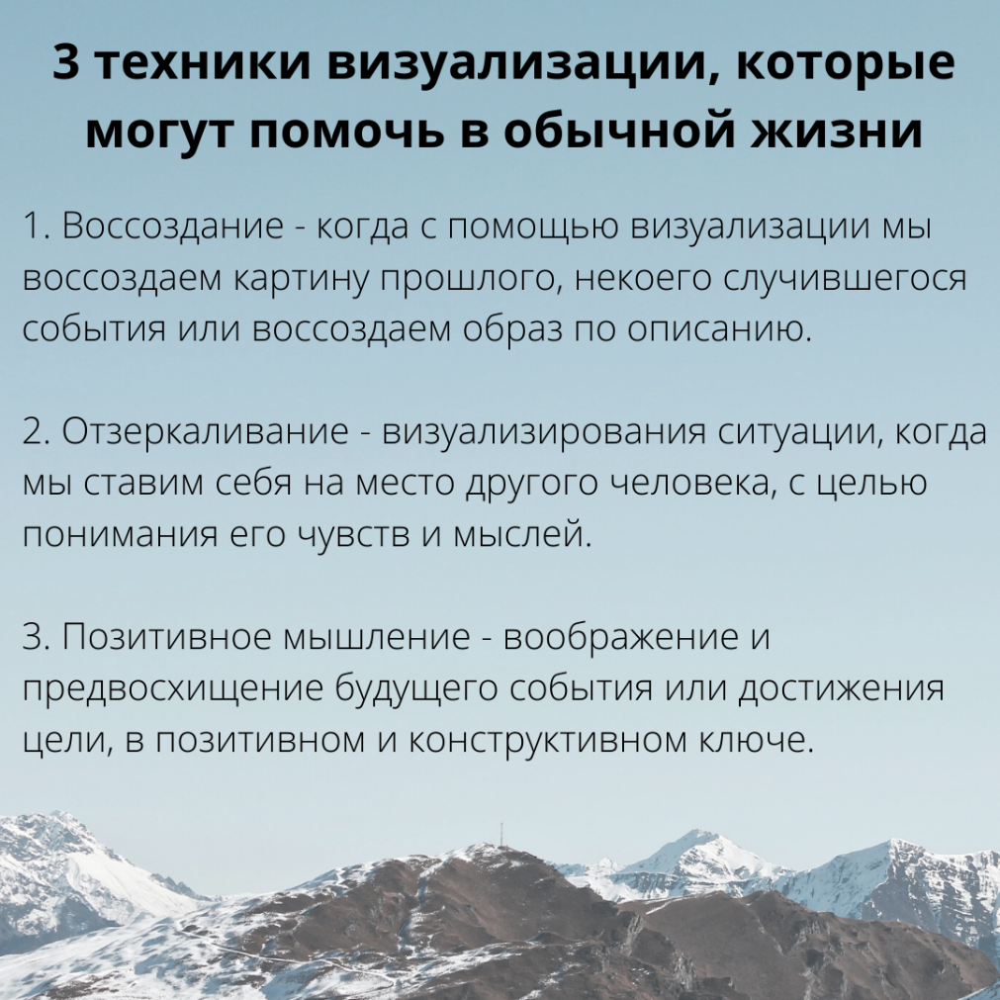 3 техники визуализации, которые
могут помочь в обычной жизни
1. Воссоздание - когда с помощью визуализации мы
воссоздаем картину прошлого, некоего случившегося
события или воссоздаем образ по описанию.
2. Отзеркаливание - визуализирования ситуации, когда
мы ставим себя на место другого человека, с целью
понимания его чувств и мыслей.
3. Позитивное мышление - воображение и
предвосхищение будущего события или достижения
цели, в позитивном и конструктивном ключе.